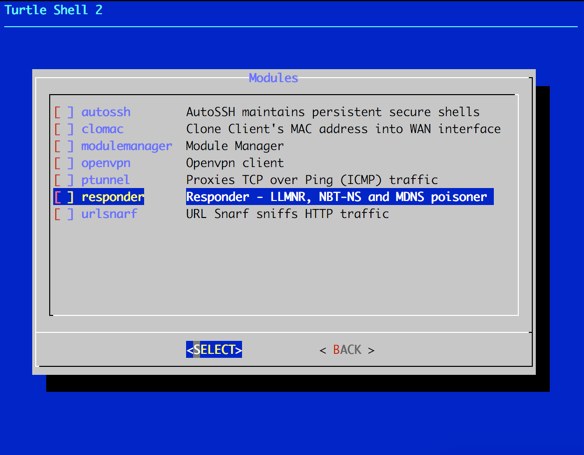 Turtle Shell 2
Modules
[ ] autossh AutoSSH maintains persistent secure shells
[ ] clomac Clone Client's MAC address into WAN interface
[ ] modulemanager Module Manager
[ ] openvpn Openvpn client
[ ] ptunnel Proxies TCP over Ping (ICMP) traffic
[ ] responder Responder - LLMNR, NBT-NS and MDNS poisoner
[ ] urlsnarf URL Snarf sniffs HTTP traffic
<SELECT> < BACK >